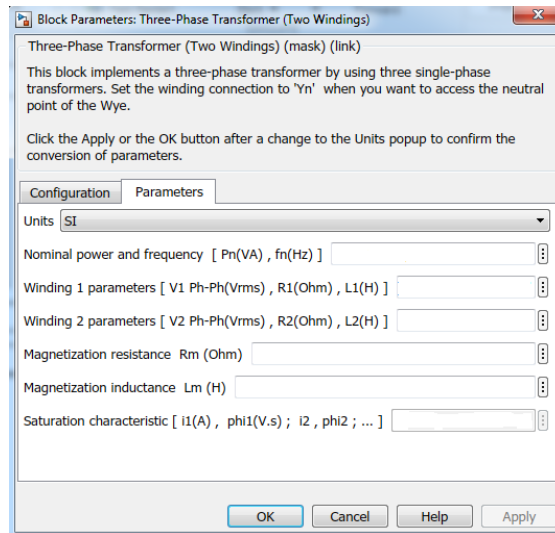 Block Parameters: Three-Phase Transformer (Two Windings)
Three-Phase Transformer (Two Windings) (mask) (link)
This block implements a three-phase transformer by using three single-phase
transformers. Set the winding connection to 'Yn' when you want to access the neutral
point of the Wye.
Click the Apply or the OK button after a change to the Units popup to confirm the
conversion of parameters.
Configuration Parameters
Units SI
Nominal power and frequency [ Pn(VA) , fn(Hz) ]
Winding 1 parameters [ V1 Ph-Ph(Vrms) , R1(Ohm) , L1(H) ]
Winding 2 parameters [ V2 Ph-Ph(Vrms) , R2(Ohm) , L2(H) ]
Magnetization resistance Rm (Ohm)
Magnetization inductance Lm (H)
Saturation characteristic [ i1(A) , phi1(V.s) ; i2 , phi2 ; ... ]
OK Cancel Help Apply